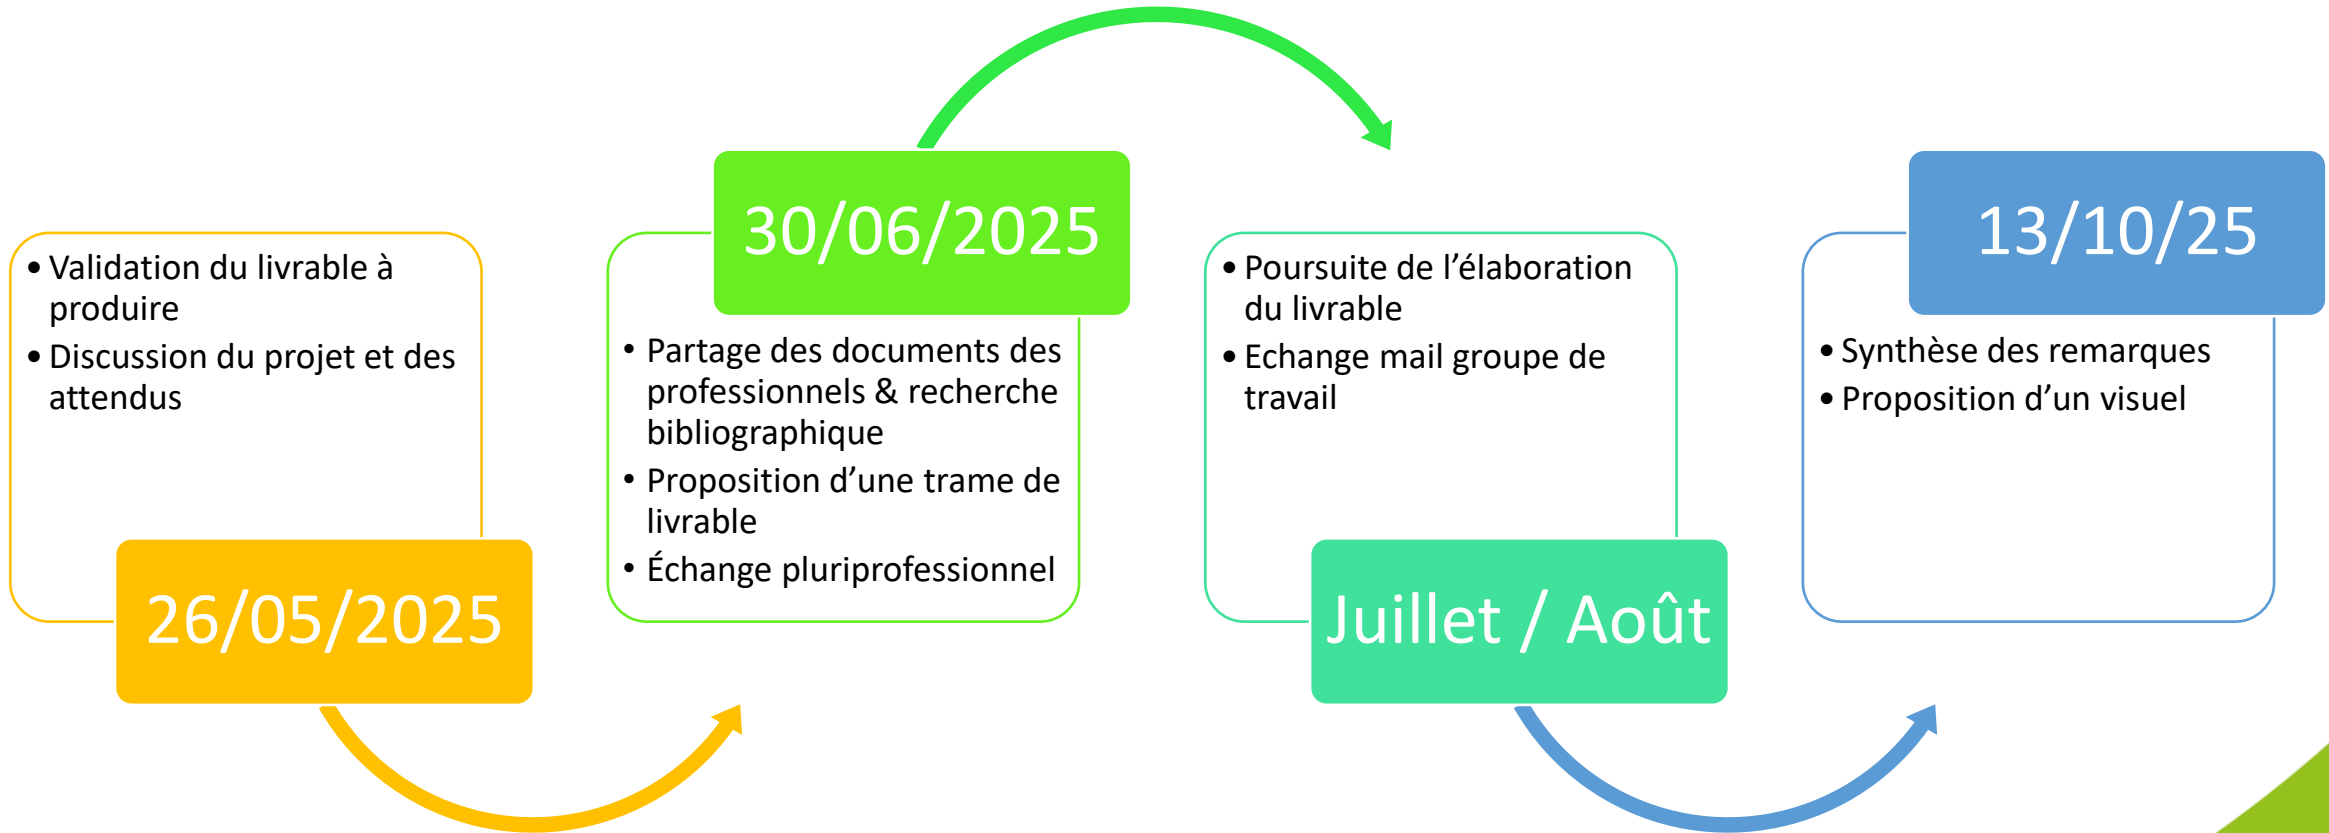 • Validation du livrable à
produire
• Discussion du projet et des
attendus
26/05/2025
30/06/2025
• Partage des documents des
professionnels & recherche
bibliographique
• Proposition d’une trame de
livrable
• Échange pluriprofessionnel
• Poursuite de l’élaboration
du livrable
• Echange mail groupe de
travail
Juillet / Août
13/10/25
• Synthèse des remarques
• Proposition d’un visuel